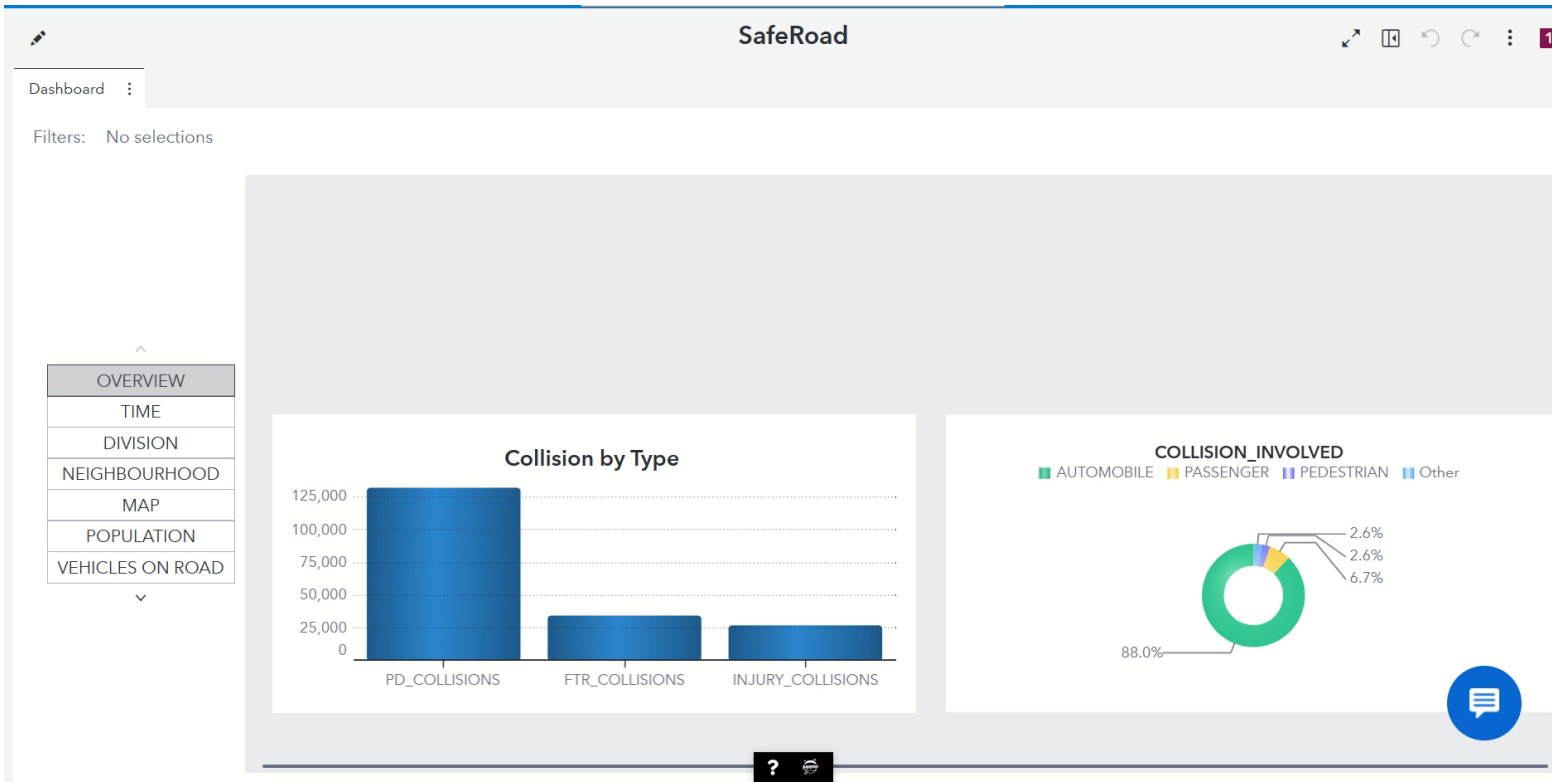 SafeRoad
1
Dashboard
Filters: No selections
OVERVIEW
TIME
DIVISION
NEIGHBOURHOOD
MAP
POPULATION
VEHICLES ON ROAD
Collision by Type
125,000
100,000
75,000
50,000
25,000
0
PD_COLLISIONS FTR_COLLISIONS INJURY_COLLISIONS
COLLISION_INVOLVED
AUTOMOBILE PASSENGER PEDESTRIAN Other
2.6%
2.6%
6.7%
88.0%
?